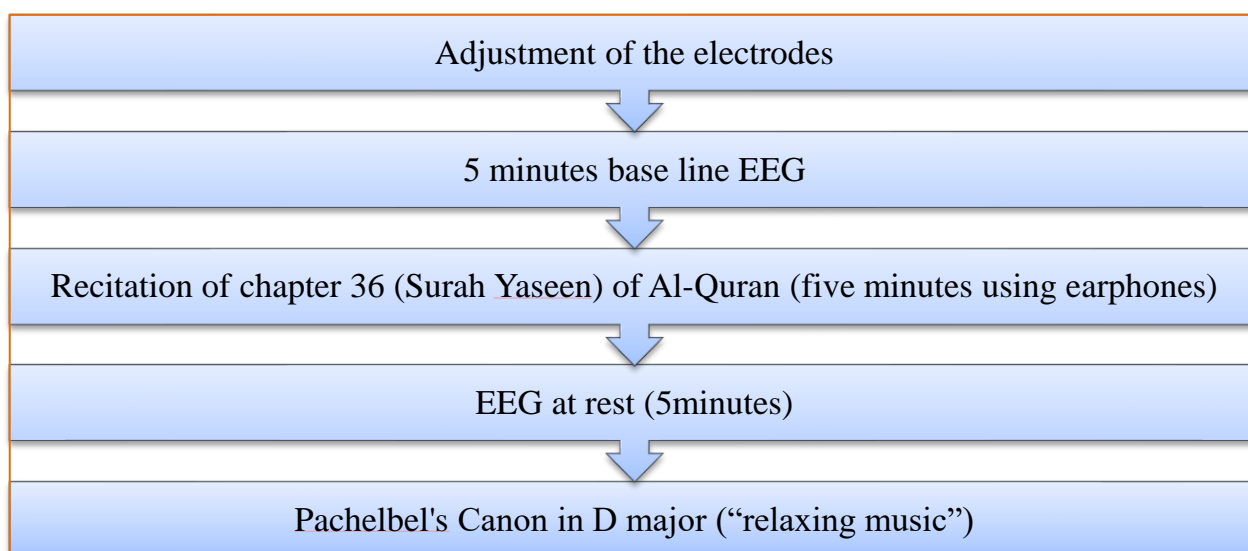 Adjustment of the electrodes
5 minutes base line EEG
Recitation of chapter 36 (Surah Yaseen) of Al-Quran (five minutes using earphones)
EEG at rest (5minutes)
Pachelbel's Canon in D major (“relaxing music”)